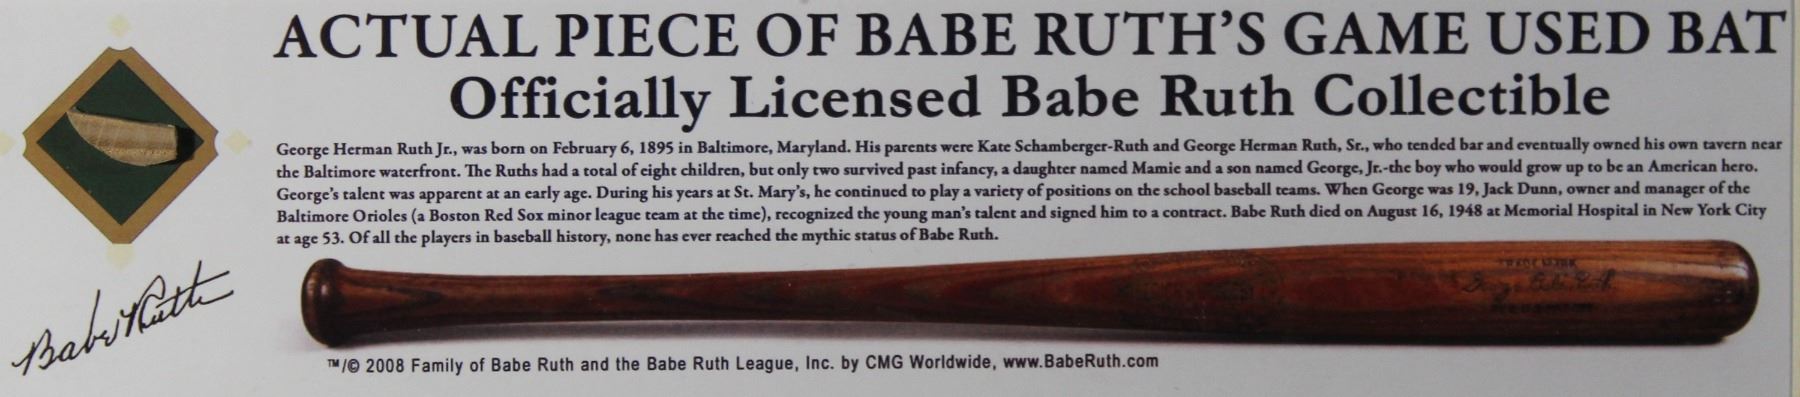 ACTUAL PIECE OF BABE RUTH'S GAME USED BAT
Officially Licensed Babe Ruth Collectible
George Herman Ruth Jr., was born on February 6, 1895 in Baltimore, Maryland. His parents were Kate Schamberger-Ruth and George Herman Ruth, Sr., who tended bar and eventually owned his own tavern near
the Baltimore waterfront. The Ruths had a total of eight children, but only two survived past infancy, a daughter named Mamie and a son named George, Jr.-the boy who would grow up to be an American hero.
George's talent was apparent at an early age. During his years at St. Mary's, he continued to play a variety of positions on the school baseball teams. When George was 19, Jack Dunn, owner and manager of the
Baltimore Orioles (a Boston Red Sox minor league team at the time), recognized the young man's talent and signed him to a contract. Babe Ruth died on August 16, 1948 at Memorial Hospital in New York City
at age 53. Of all the players in baseball history, none has ever reached the mythic status of Babe Ruth.
TRADE MARK
George Babe Ruth
Babe Ruth
™/© 2008 Family of Babe Ruth and the Babe Ruth League, Inc. by CMG Worldwide, www.BabeRuth.com